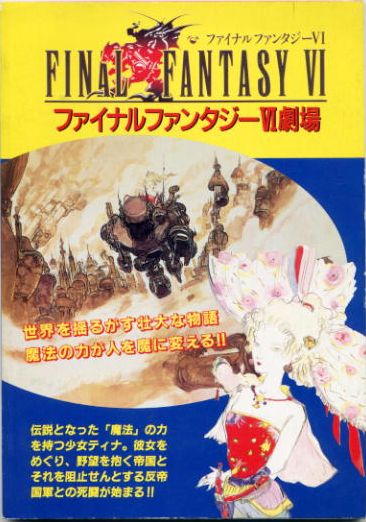 ファイナルファンタジーVI
FINAL FANTASY VI
ファイナルファンタジーVI劇場
世界を揺るがす壮大な物語
魔法の力が人を魔に変える!!
伝説となった「魔法」の力
を持つ少女ティナ。彼女を
めぐり、野望を抱く帝国と
それを阻止せんとする反帝
国軍との死闘が始まる!!